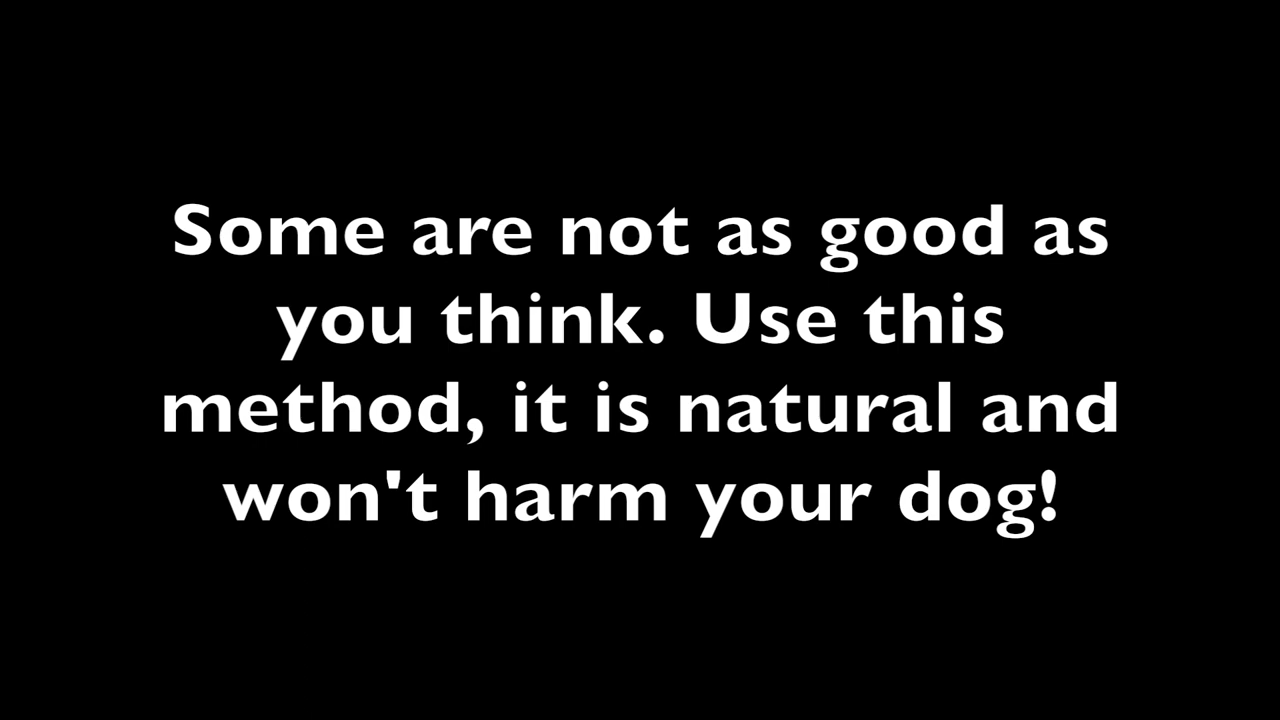 Some are not as good as
you think. Use this
method, it is natural and
won't harm your dog!